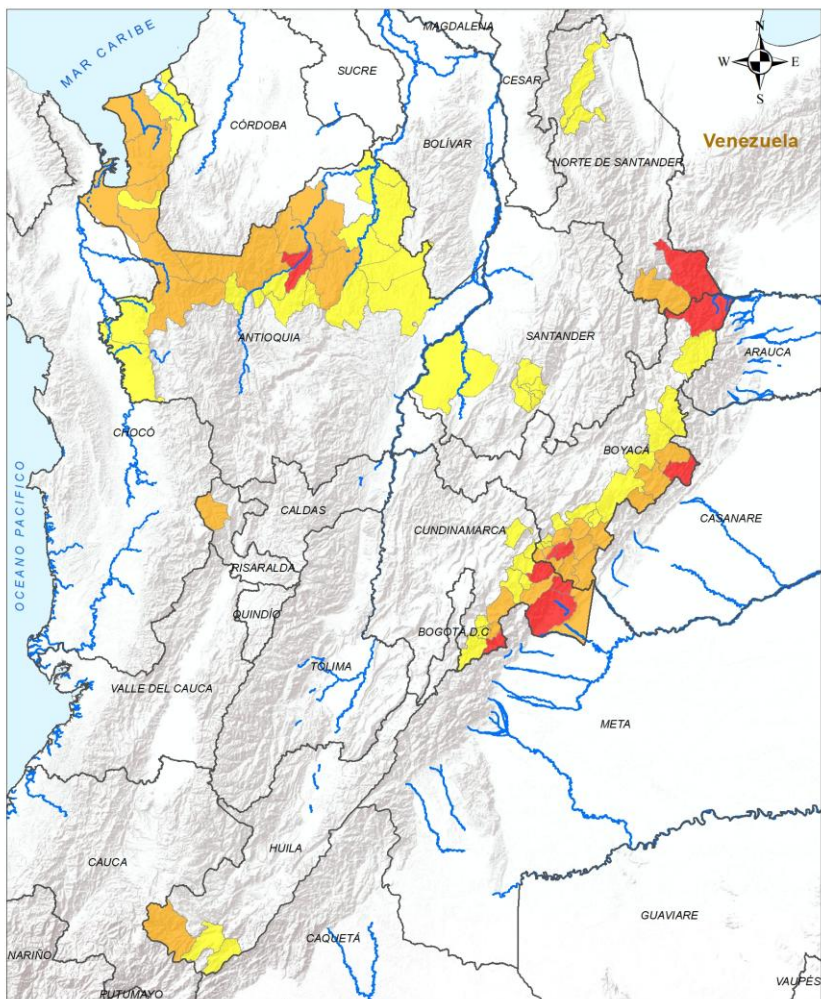 MAGDALENA
N
MAR CARIBE
SUCRE
CESAR
W
E
S
CÓRDOBA
BOLÍVAR
Venezuela
NORTE DE SANTANDER
ANTIOQUIA
SANTANDER
ARAUCA
CHOCÓ
BOYACA
OCEANO PACIFICO
CALDAS
CUNDINAMARCA
CASANARE
RISARALDA
QUINDÍO
BOGOTÁ D.C
TOLIMA
VALLE DEL CAUCA
META
HUILA
CAUCA
GUAVIARE
CAQUETÁ
NARIÑO
VAUPÉS
PUTUMAYO